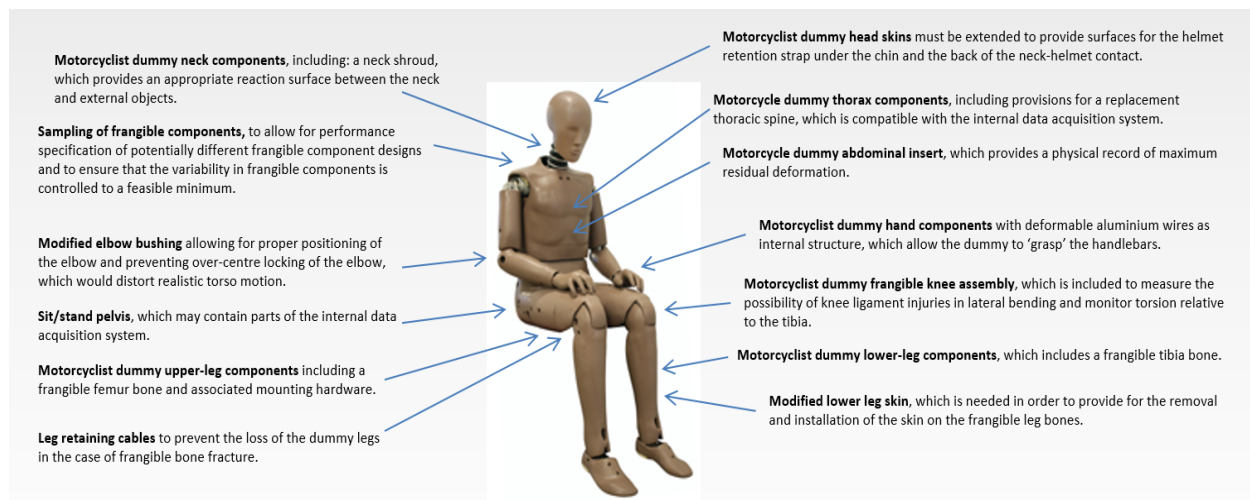 Motorcyclist dummy neck components, including: a neck shroud,
which provides an appropriate reaction surface between the neck
and external objects.
Sampling of frangible components, to allow for performance
specification of potentially different frangible component designs
and to ensure that the variability in frangible components is
controlled to a feasible minimum.
Modified elbow bushing allowing for proper positioning of
the elbow and preventing over-centre locking of the elbow,
which would distort realistic torso motion.
Sit/stand pelvis, which may contain parts of the internal data
acquisition system.
Motorcyclist dummy upper-leg components including a
frangible femur bone and associated mounting hardware.
Leg retaining cables to prevent the loss of the dummy legs
in the case of frangible bone fracture.
Motorcyclist dummy head skins must be extended to provide surfaces for the helmet
retention strap under the chin and the back of the neck-helmet contact.
Motorcycle dummy thorax components, including provisions for a replacement
thoracic spine, which is compatible with the internal data acquisition system.
Motorcycle dummy abdominal insert, which provides a physical record of maximum
residual deformation.
Motorcyclist dummy hand components with deformable aluminium wires as
internal structure, which allow the dummy to ‘grasp’ the handlebars.
Motorcyclist dummy frangible knee assembly, which is included to measure the
possibility of knee ligament injuries in lateral bending and monitor torsion relative
to the tibia.
Motorcyclist dummy lower-leg components, which includes a frangible tibia bone.
Modified lower leg skin, which is needed in order to provide for the removal
and installation of the skin on the frangible leg bones.